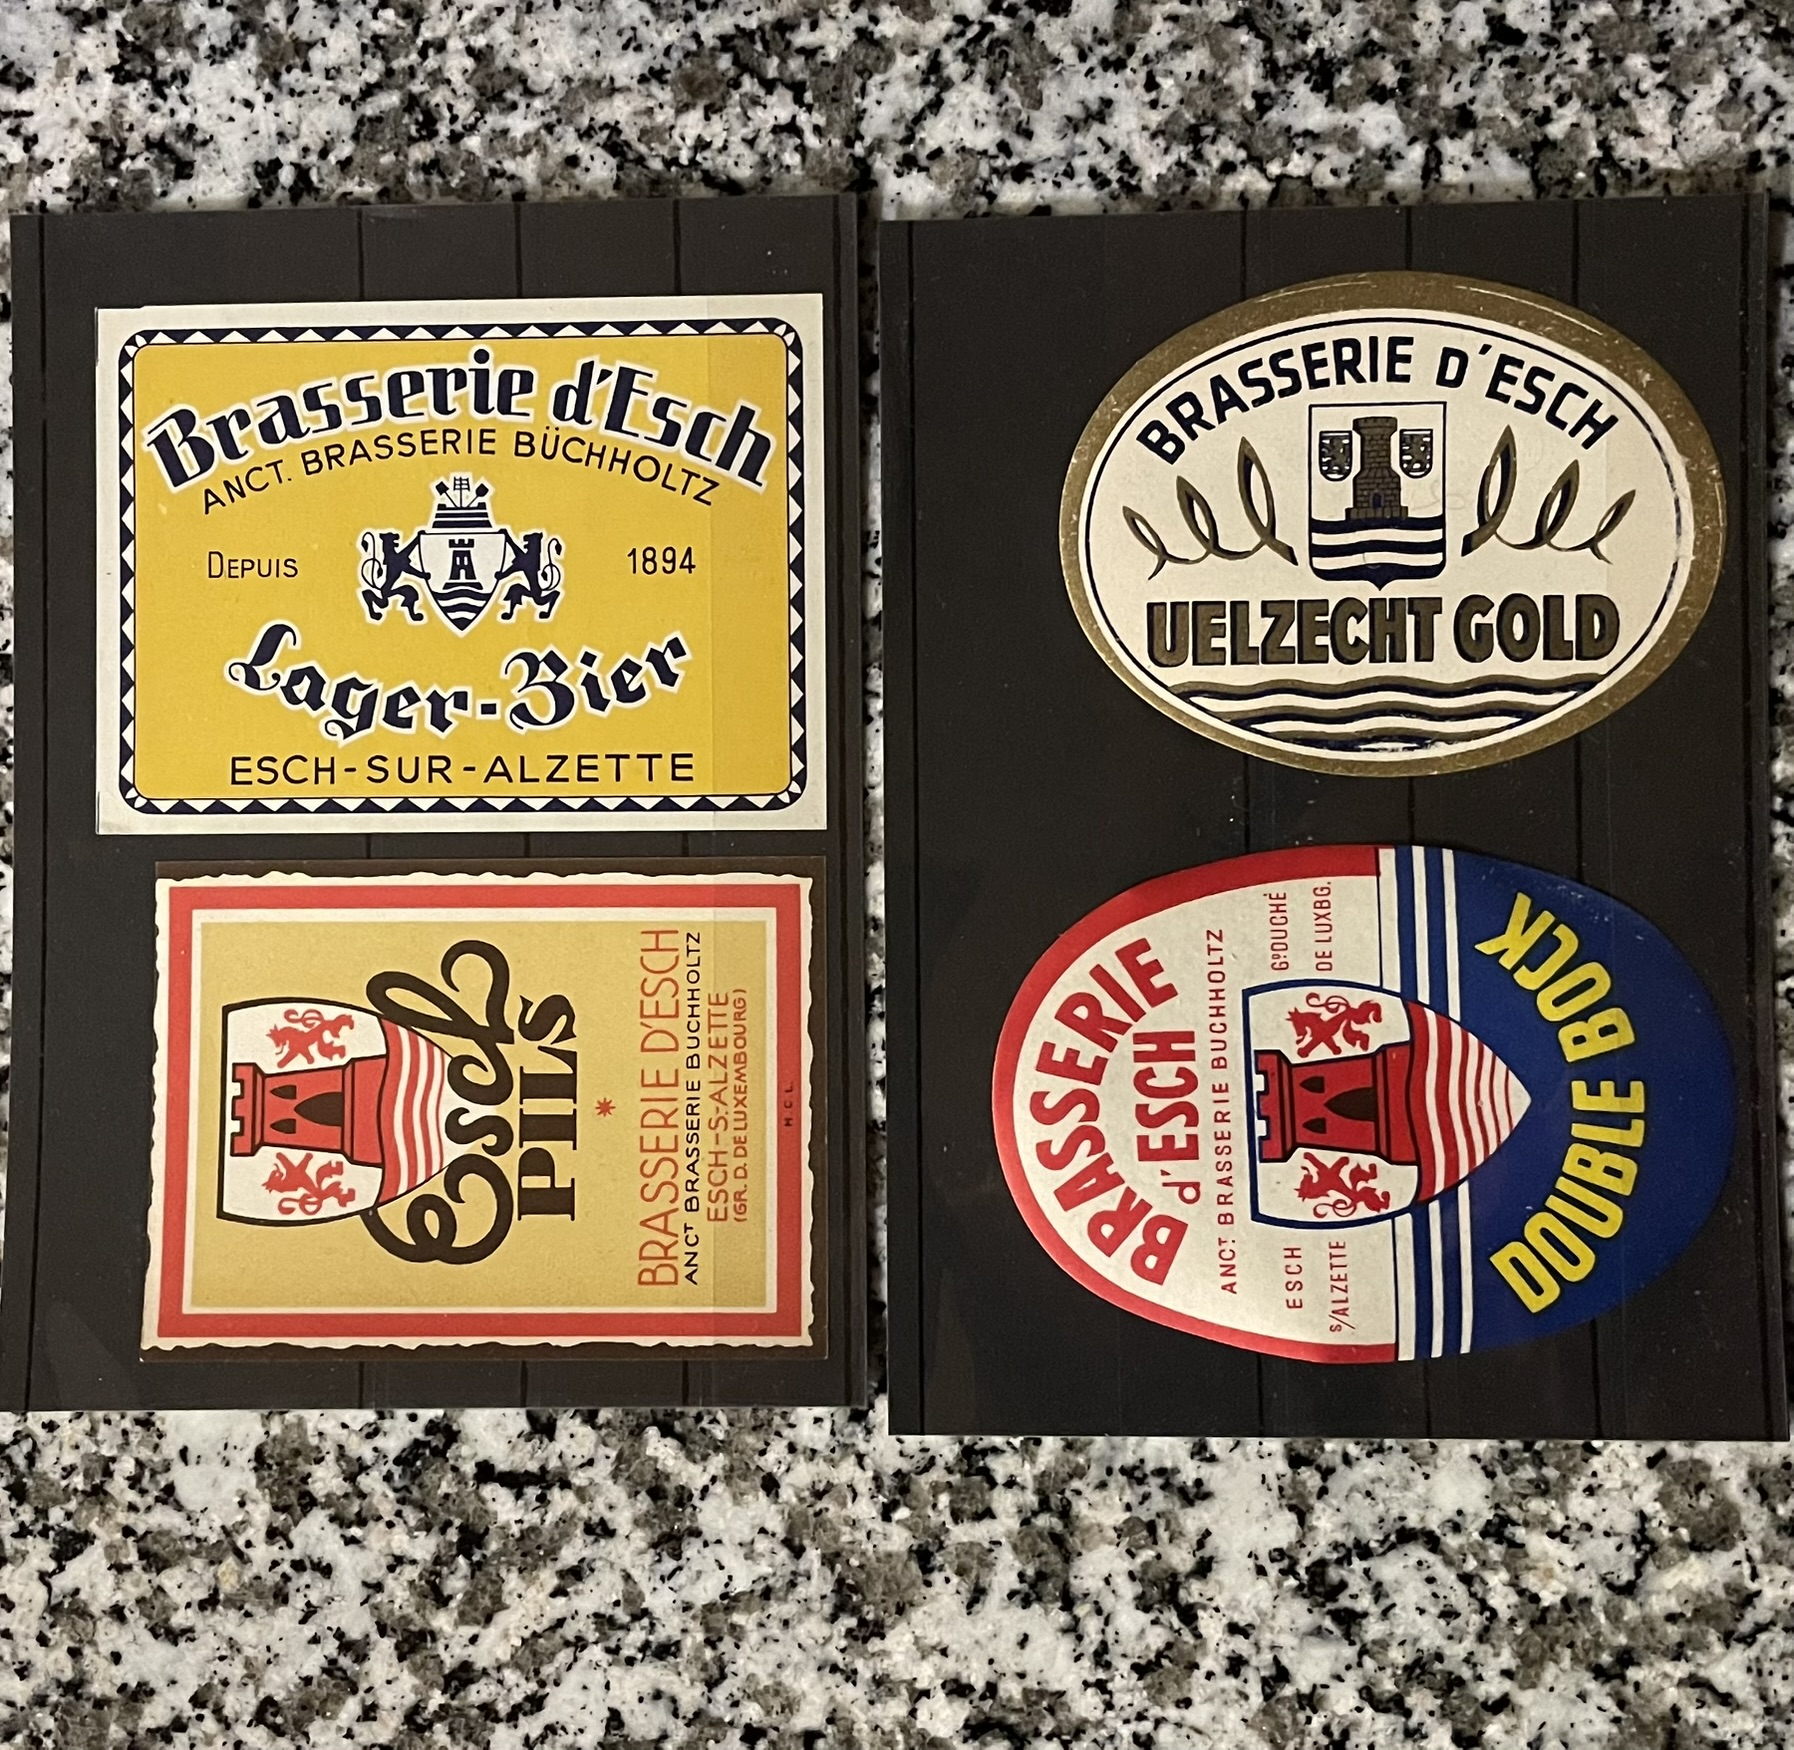 Brasserie d'Esch
ANCT. BRASSERIE BÜCHHOLTZ
DEPUIS 1894
Lager-Bier
ESCH-SUR-ALZETTE
Esch
PILS
BRASSERIE D'ESCH
ANCT BRASSERIE BUCHHOLTZ
ESCH-S-ALZETTE
(GR. D. DE LUXEMBOURG)
M.C.L.
BRASSERIE D'ESCH
UELZECHT GOLD
BRASSERIE
d'ESCH
ANCT BRASSERIE BUCHHOLTZ
ESCH GD DUCHÉ
S/ALZETTE DE LUXBG.
DOUBLE BOCK